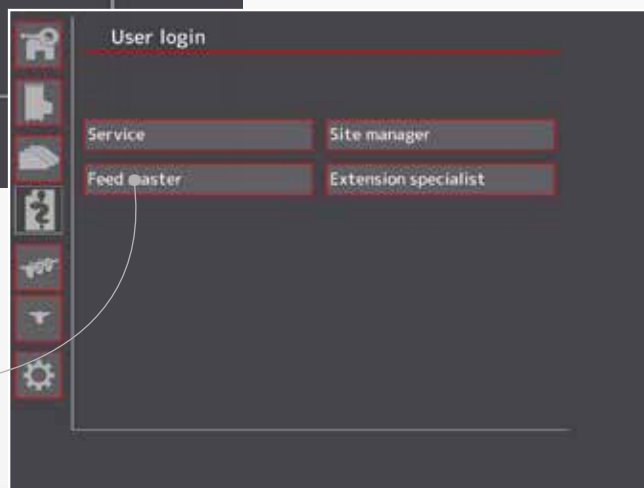 User login
Service
Site manager
Feed master
Extension specialist